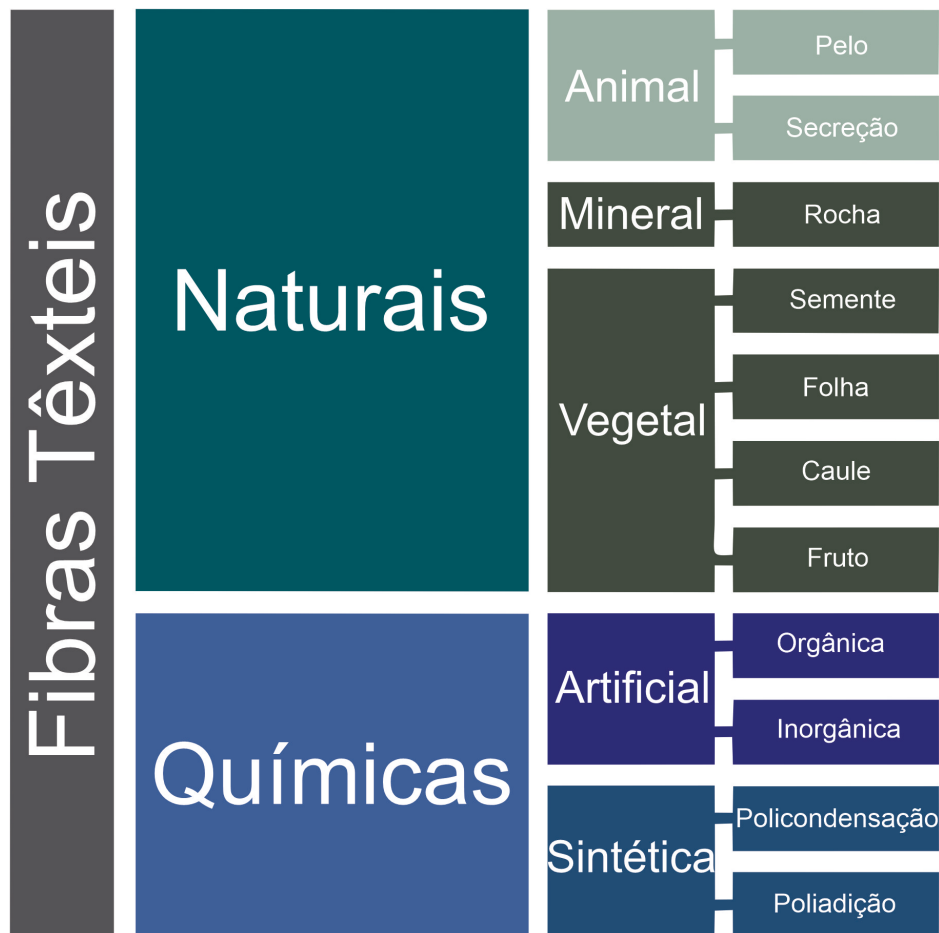 Fibras Têxteis
Naturais
Animal
Pelo
Secreção
Mineral
Rocha
Vegetal
Semente
Folha
Caule
Fruto
Químicas
Artificial
Orgânica
Inorgânica
Sintética
Policondensação
Poliadição